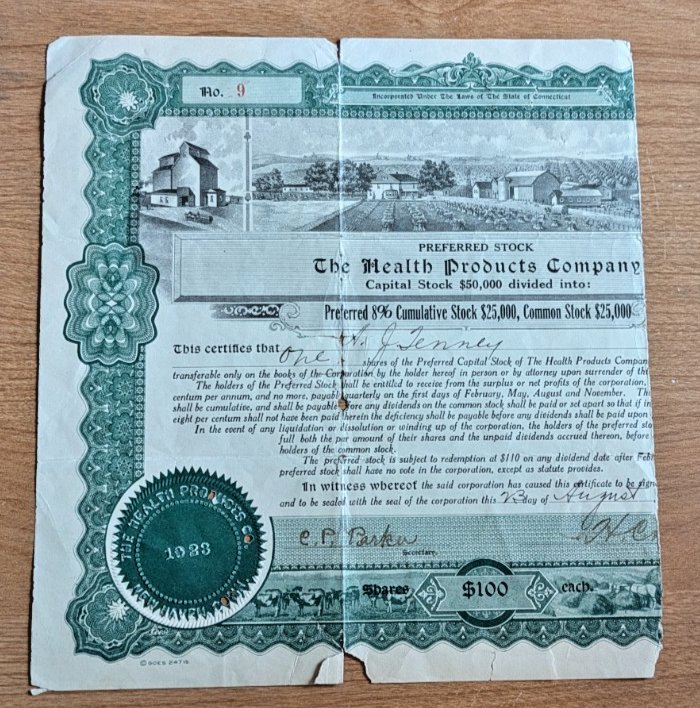 No. 9
Incorporated Under The Laws of The State of Connecticut
PREFERRED STOCK
The Health Products Company
Capital Stock $50,000 divided into:
Preferred 8% Cumulative Stock $25,000, Common Stock $25,000
This certifies that J. Tenney
One shares of the Preferred Capital Stock of The Health Products Compan
transferable only on the books of the Corporation by the holder hereof in person or by attorney upon surrender of th
The holders of the Preferred Stock shall be entitled to receive from the surplus or net profits of the corporation,
centum per annum, and no more, payabl quarterly on the first days of February, May, August and November. Th
shall be cumulative, and shall be payable fore any dividends on the common stock shall be paid or set apart so that if in
eight per centum shall not have been paid therein the deficiency shall be payable before any dividends shall be paid upon
In the event of any liquidation or dissolution or winding up of the corporation, the holders of the preferred sto
full both the par amount of their shares and the unpaid dividends accrued thereon, before
holders of the common stock.
The preferred stock is subject to redemption at $110 on any dividend date after Feb
preferred stock shall have no vote in the corporation, except as statute provides.
In witness whereof the said corporation has caused this certificate to be sign
and to be sealed with the seal of the corporation this day of August
THE HEALTH PRODUCTS Co
1923
C. P. Parker
Secretary.
Shares $100 each.
© GOES